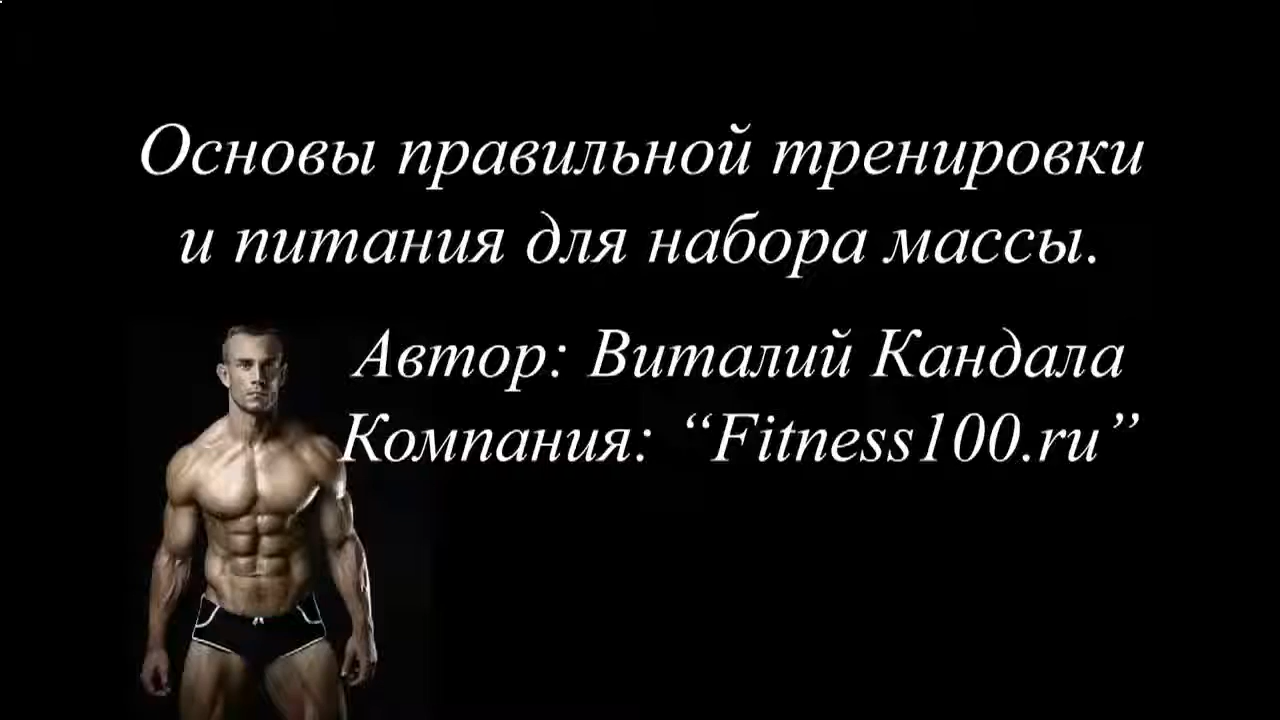 Основы правильной тренировки
и питания для набора массы.
Автор: Виталий Кандала
Компания: “Fitness100.ru”